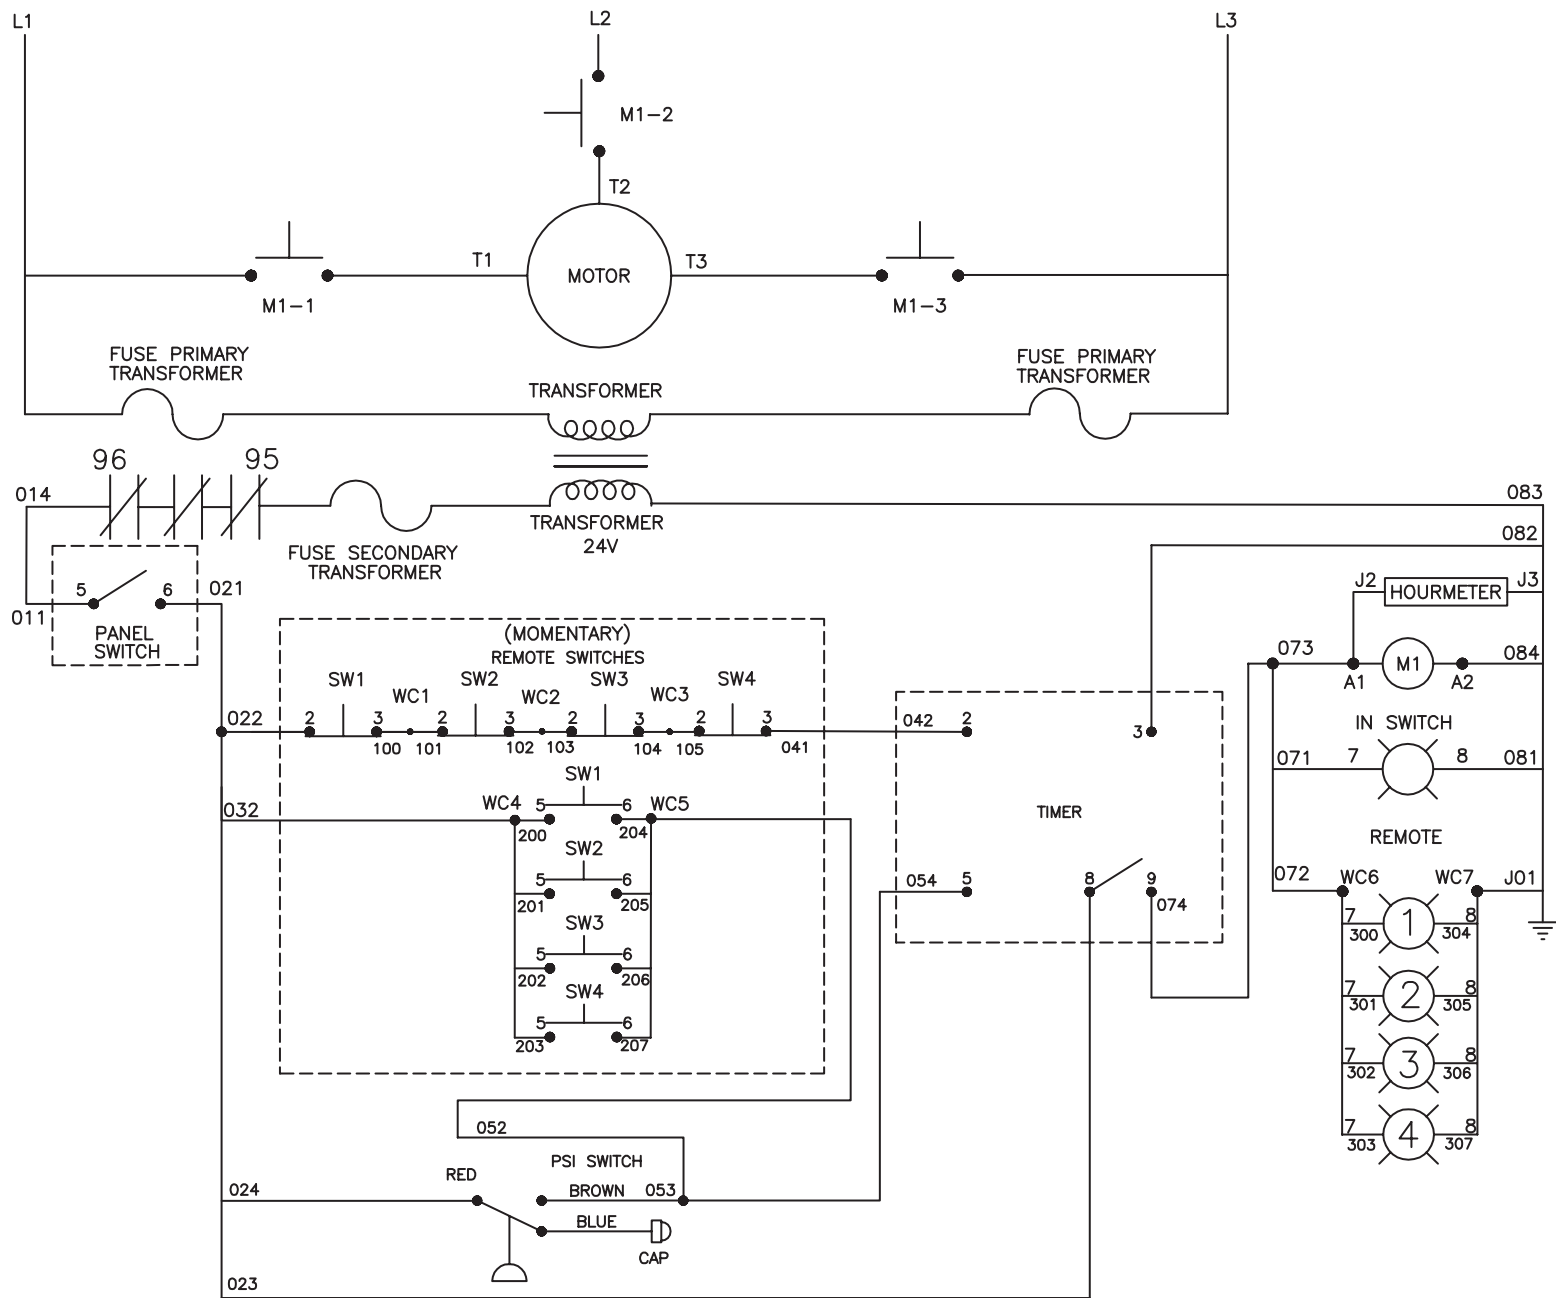 L1
L2
L3
M1-2
T2
T1
MOTOR
T3
M1-1
M1-3
FUSE PRIMARY
TRANSFORMER
TRANSFORMER
FUSE PRIMARY
TRANSFORMER
96
95
014
083
TRANSFORMER
24V
082
FUSE SECONDARY
TRANSFORMER
5
6
021
011
PANEL
SWITCH
J2
HOURMETER
J3
(MOMENTARY)
REMOTE SWITCHES
073
M1
084
A1
A2
SW1
WC1
SW2
WC2
SW3
WC3
SW4
022
2
3
2
3
2
3
2
3
100
101
102
103
104
105
041
042
2
3
IN SWITCH
071
7
8
081
SW1
032
WC4
5
6
WC5
200
204
TIMER
REMOTE
SW2
5
6
201
205
054
5
8
9
074
072
WC6
WC7
J01
SW3
5
6
202
206
7
300
1
8
304
SW4
5
6
203
207
7
301
2
8
305
7
302
3
8
306
7
303
4
8
307
052
PSI SWITCH
RED
024
BROWN
053
BLUE
CAP
023